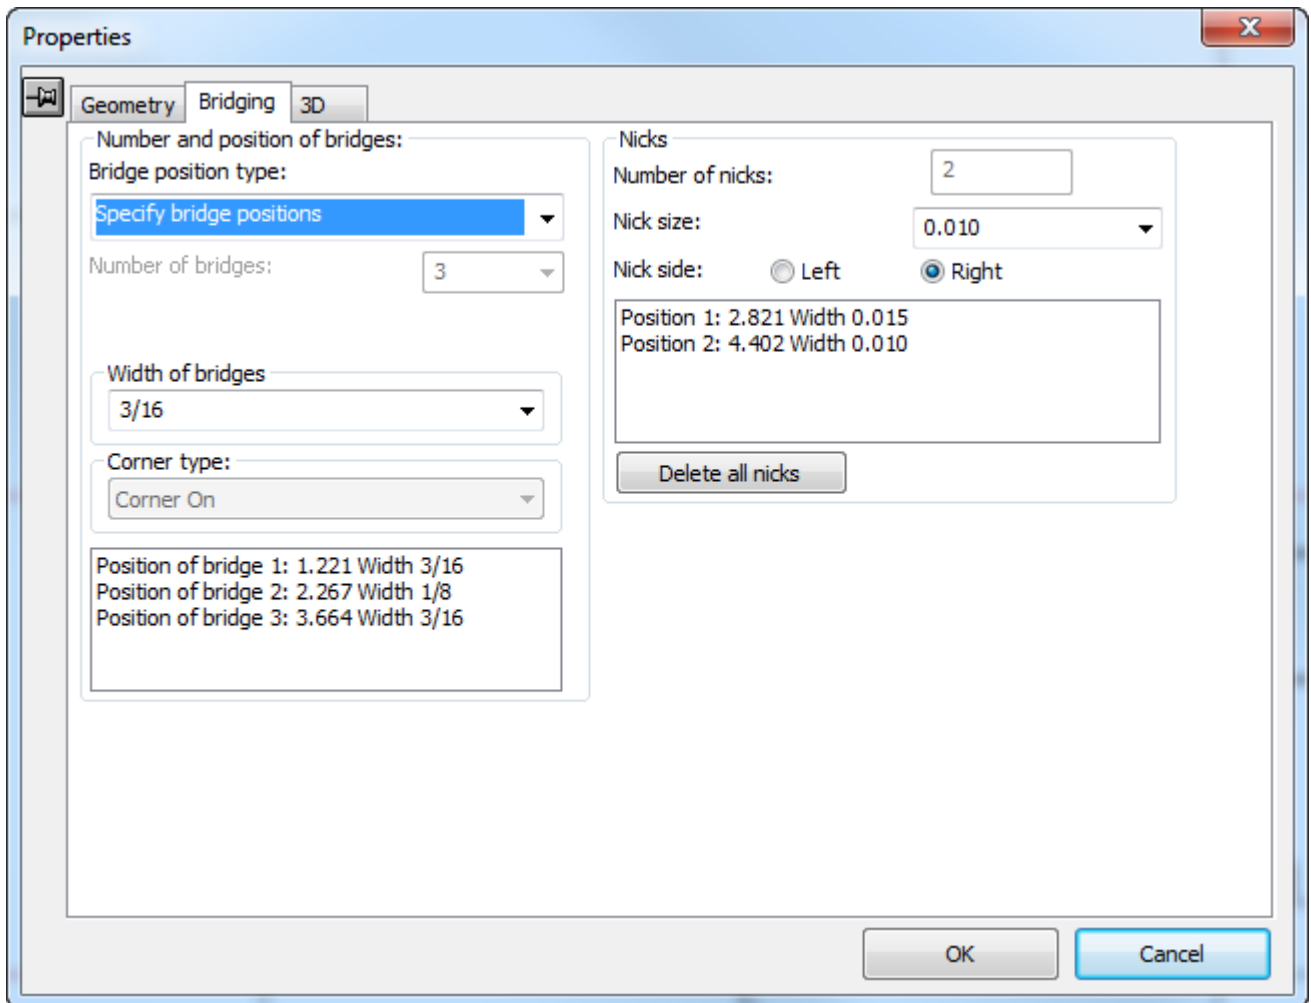 Properties
Geometry
Bridging
3D
Number and position of bridges:
Bridge position type:
Specify bridge positions
Number of bridges:
3
Width of bridges
3/16
Corner type:
Corner On
Position of bridge 1: 1.221 Width 3/16
Position of bridge 2: 2.267 Width 1/8
Position of bridge 3: 3.664 Width 3/16
Nicks
Number of nicks:
2
Nick size:
0.010
Nick side:
Left
Right
Position 1: 2.821 Width 0.015
Position 2: 4.402 Width 0.010
Delete all nicks
OK
Cancel